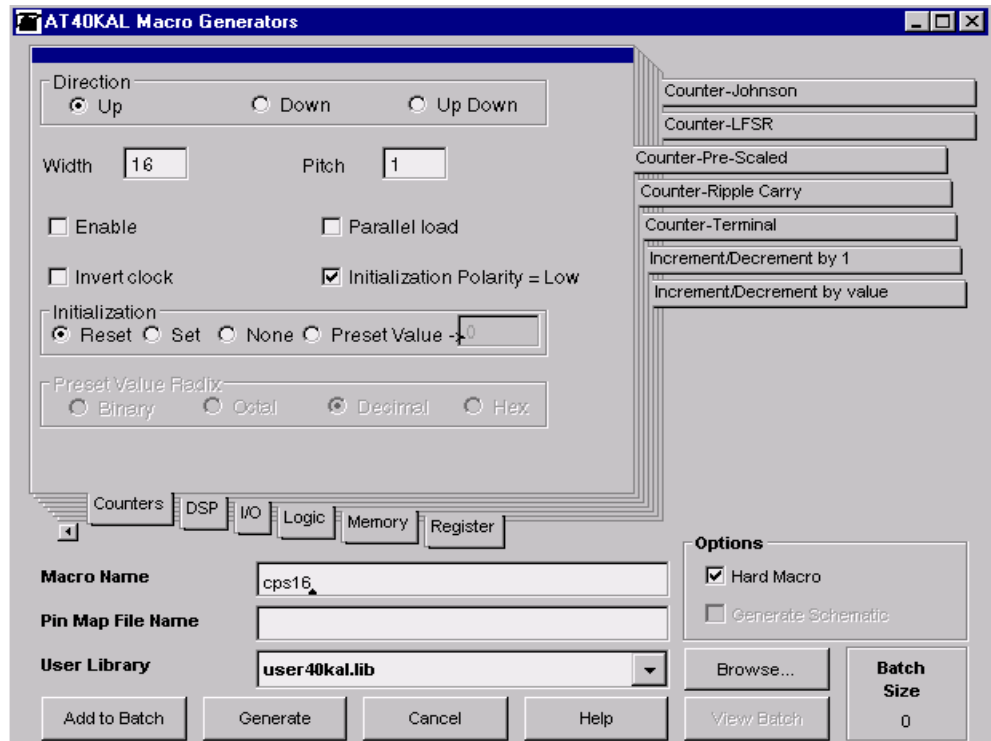 AT40KAL Macro Generators
Direction
Up Down Up Down
Width 16 Pitch 1
Enable Parallel load
Invert clock Initialization Polarity = Low
Initialization
Reset Set None Preset Value -> 0
Preset Value Radix
Binary Octal Decimal Hex
Counter-Johnson
Counter-LFSR
Counter-Pre-Scaled
Counter-Ripple Carry
Counter-Terminal
Increment/Decrement by 1
Increment/Decrement by value
Counters DSP I/O Logic Memory Register
Macro Name cps16
Pin Map File Name
User Library user40kal.lib
Options
Hard Macro
Generate Schematic
Browse...
Batch
Size
0
Add to Batch Generate Cancel Help View Batch